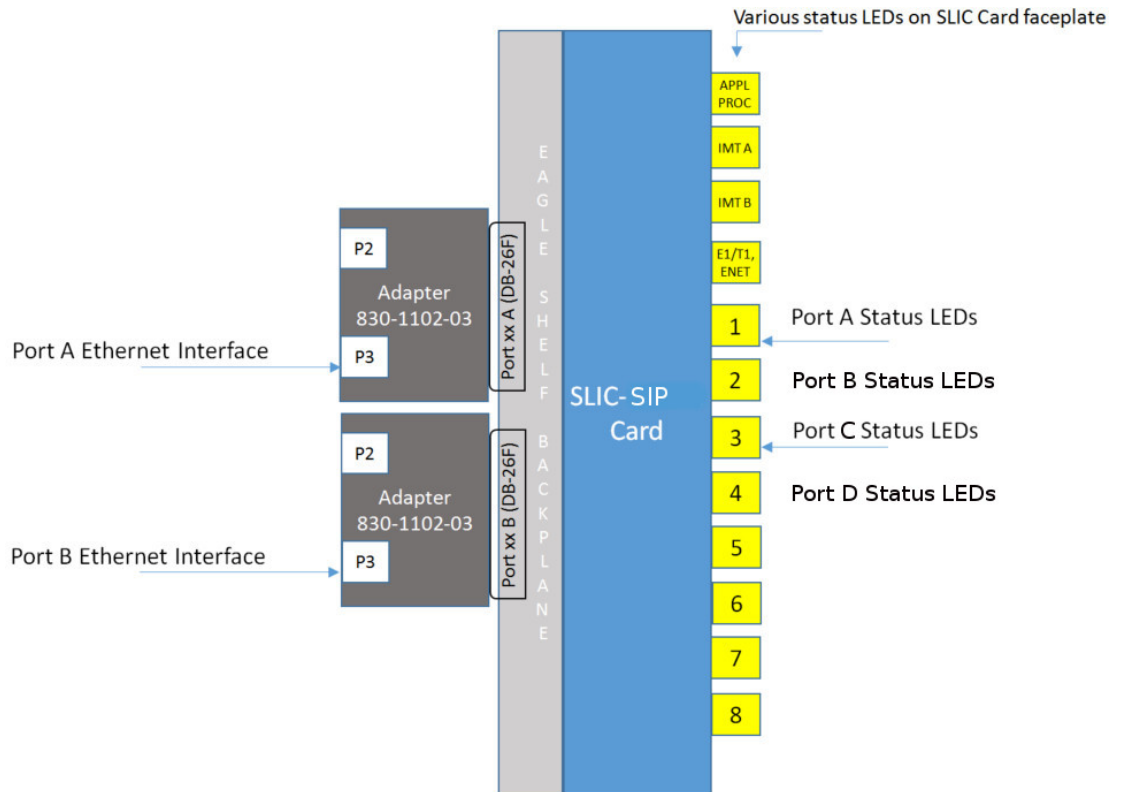 Various status LEDs on SLIC Card faceplate
APPL
PROC
IMT A
IMT B
E1/T1,
ENET
1
Port A Status LEDs
2
Port B Status LEDs
3
Port C Status LEDs
4
Port D Status LEDs
5
6
7
8
SLIC-SIP
Card
EAGLE SHELF BACKPLANE
Port xx A (DB-26F)
Port xx B (DB-26F)
P2
Adapter
830-1102-03
P3
Port A Ethernet Interface
P2
Adapter
830-1102-03
P3
Port B Ethernet Interface